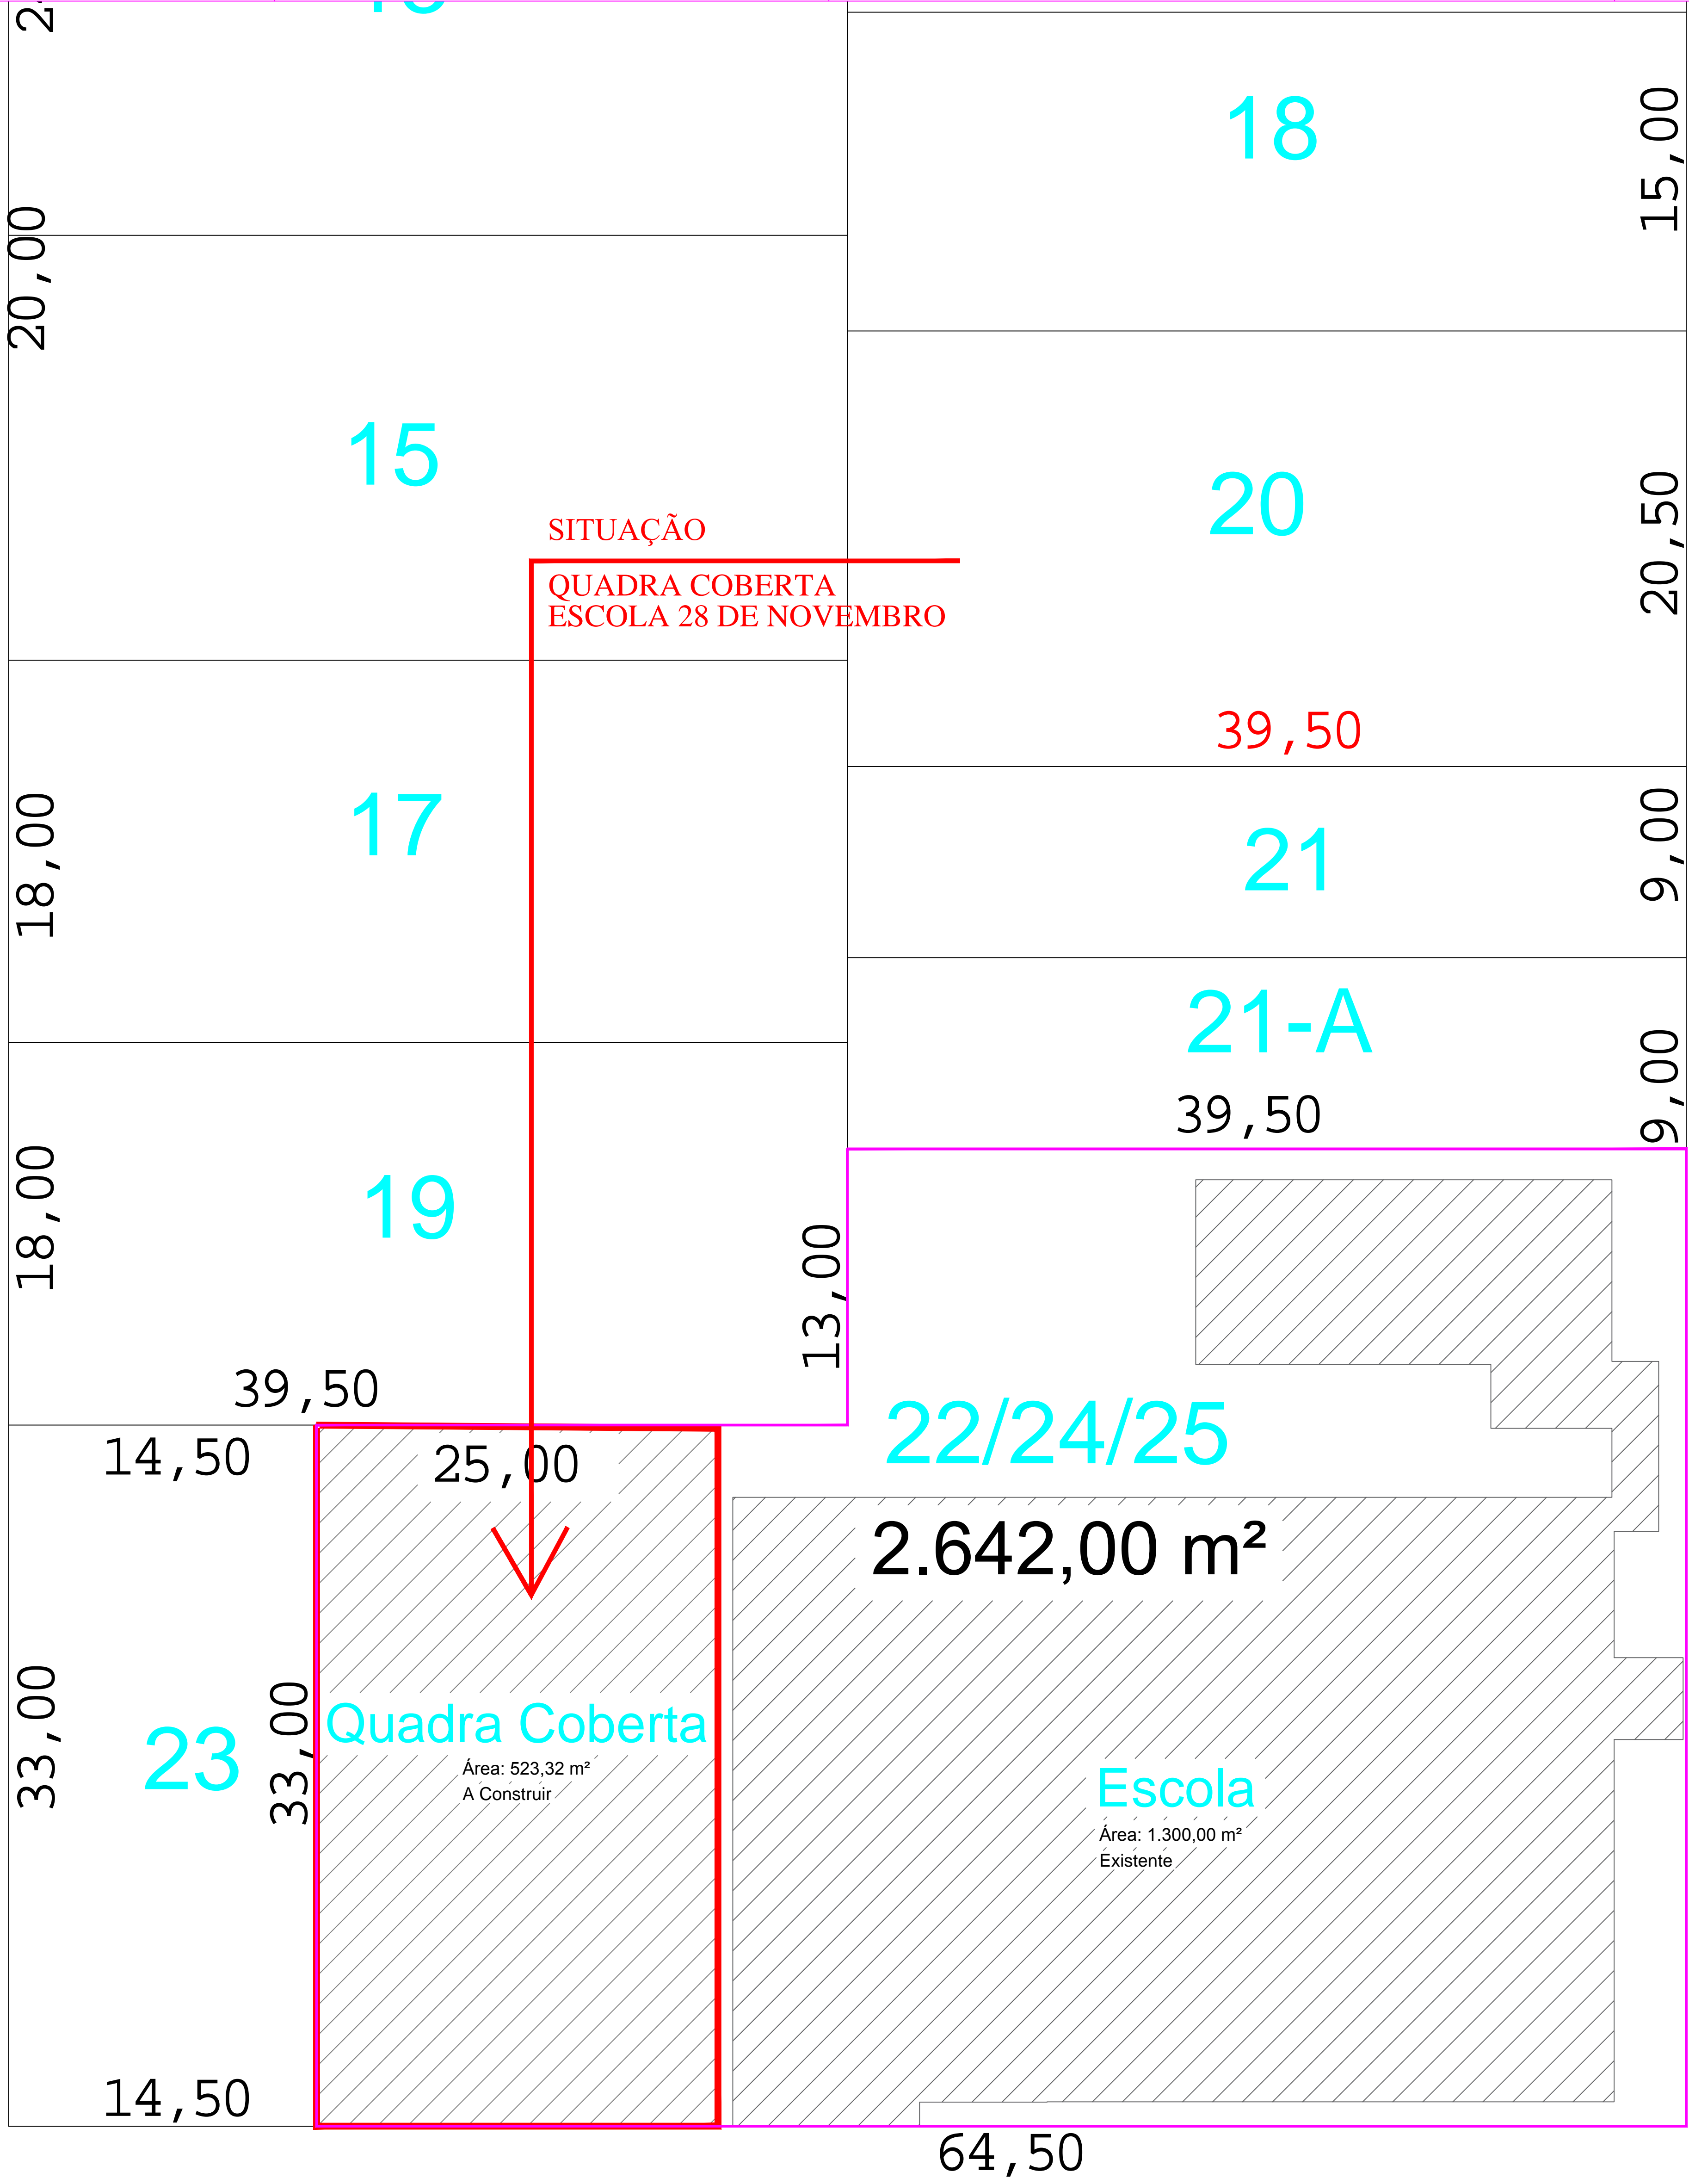 18
15,00
20,00
15
20
20,50
SITUAÇÃO
QUADRA COBERTA
ESCOLA 28 DE NOVEMBRO
39,50
17
18,00
21
9,00
21-A
39,50
9,00
19
18,00
13,00
39,50
14,50
25,00
22/24/25
2.642,00 m²
33,00
23
33,00
Quadra Coberta
Área: 523,32 m²
A Construir
Escola
Área: 1.300,00 m²
Existente
14,50
64,50